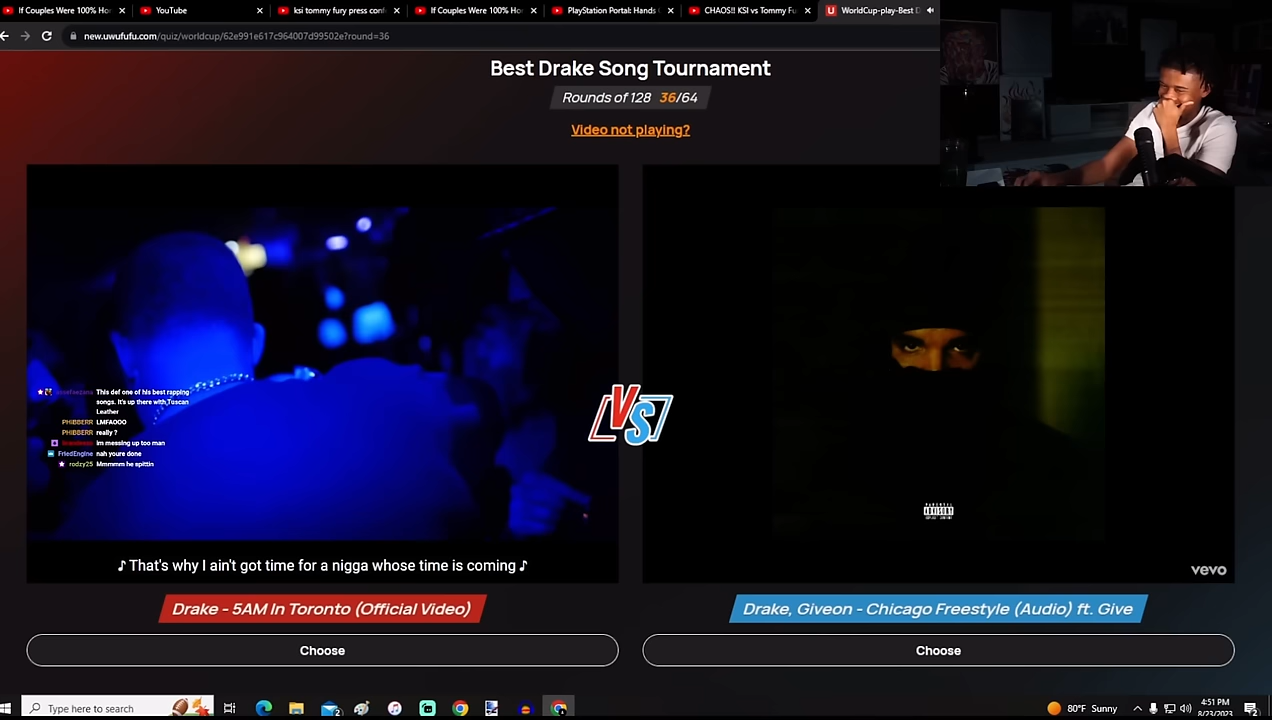 If Couples Were 100% Ho
YouTube
ksi tommy fury press conf
If Couples Were 100% Ho
PlayStation Portal: Hands
CHAOS!! KSI vs Tommy Fu
WorldCup-play-Best D
new.uwufufu.com/quiz/worldcup/62e991e617c964007d99502e?round=36
Best Drake Song Tournament
Rounds of 128 36/64
Video not playing?
This def one of his best rapping
songs. It's up there with Tuscan
Leather
PHIBBERR LMFAOOO
PHIBBERR really ?
im messing up too man
FriedEngine nah youre done
rodzy25 Mmmmm he spittin
VS
PARENTAL
ADVISORY
♪ That's why I ain't got time for a nigga whose time is coming ♪
vevo
Drake - 5AM In Toronto (Official Video)
Drake, Giveon - Chicago Freestyle (Audio) ft. Give
Choose
Choose
Type here to search
2
80°F Sunny
4:51 PM
8/23/2023
2